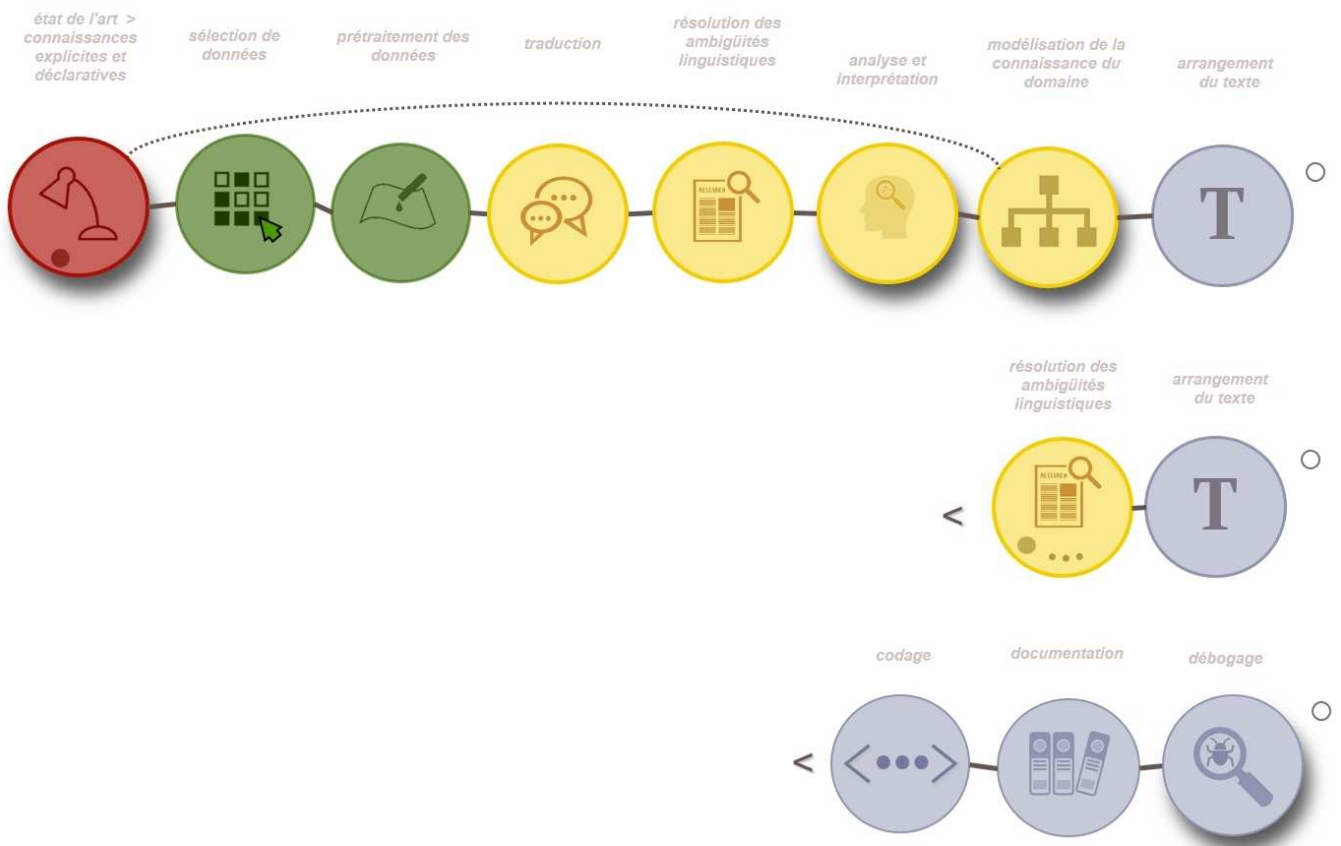 état de l'art >
connaissances
explicites et
déclaratives
sélection de
données
prétraitement des
données
traduction
résolution des
ambigüités
linguistiques
analyse et
interprétation
modélisation de la
connaissance du
domaine
arrangement
du texte
RESEARCH
T
résolution des
ambigüités
linguistiques
arrangement
du texte
<
RESEARCH
T
codage
documentation
débogage
<
<•••>